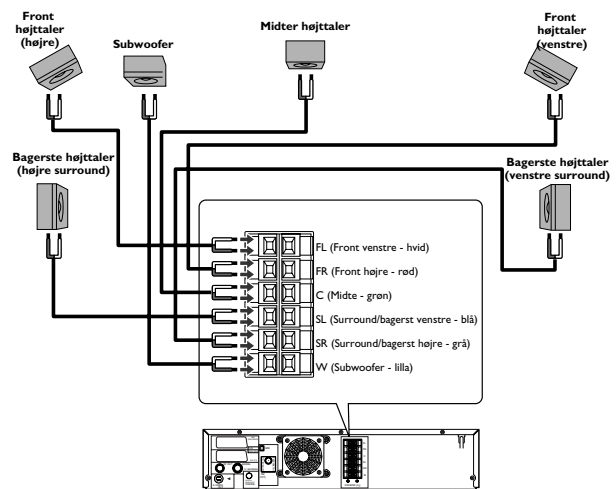 Front
højttaler
(højre)
Subwoofer
Midter højttaler
Front
højttaler
(venstre)
Bagerste højttaler
(højre surround)
Bagerste højttaler
(venstre surround)
FL (Front venstre - hvid)
FR (Front højre - rød)
C (Midte - grøn)
SL (Surround/bagerst venstre - blå)
SR (Surround/bagerst højre - grå)
W (Subwoofer - lilla)